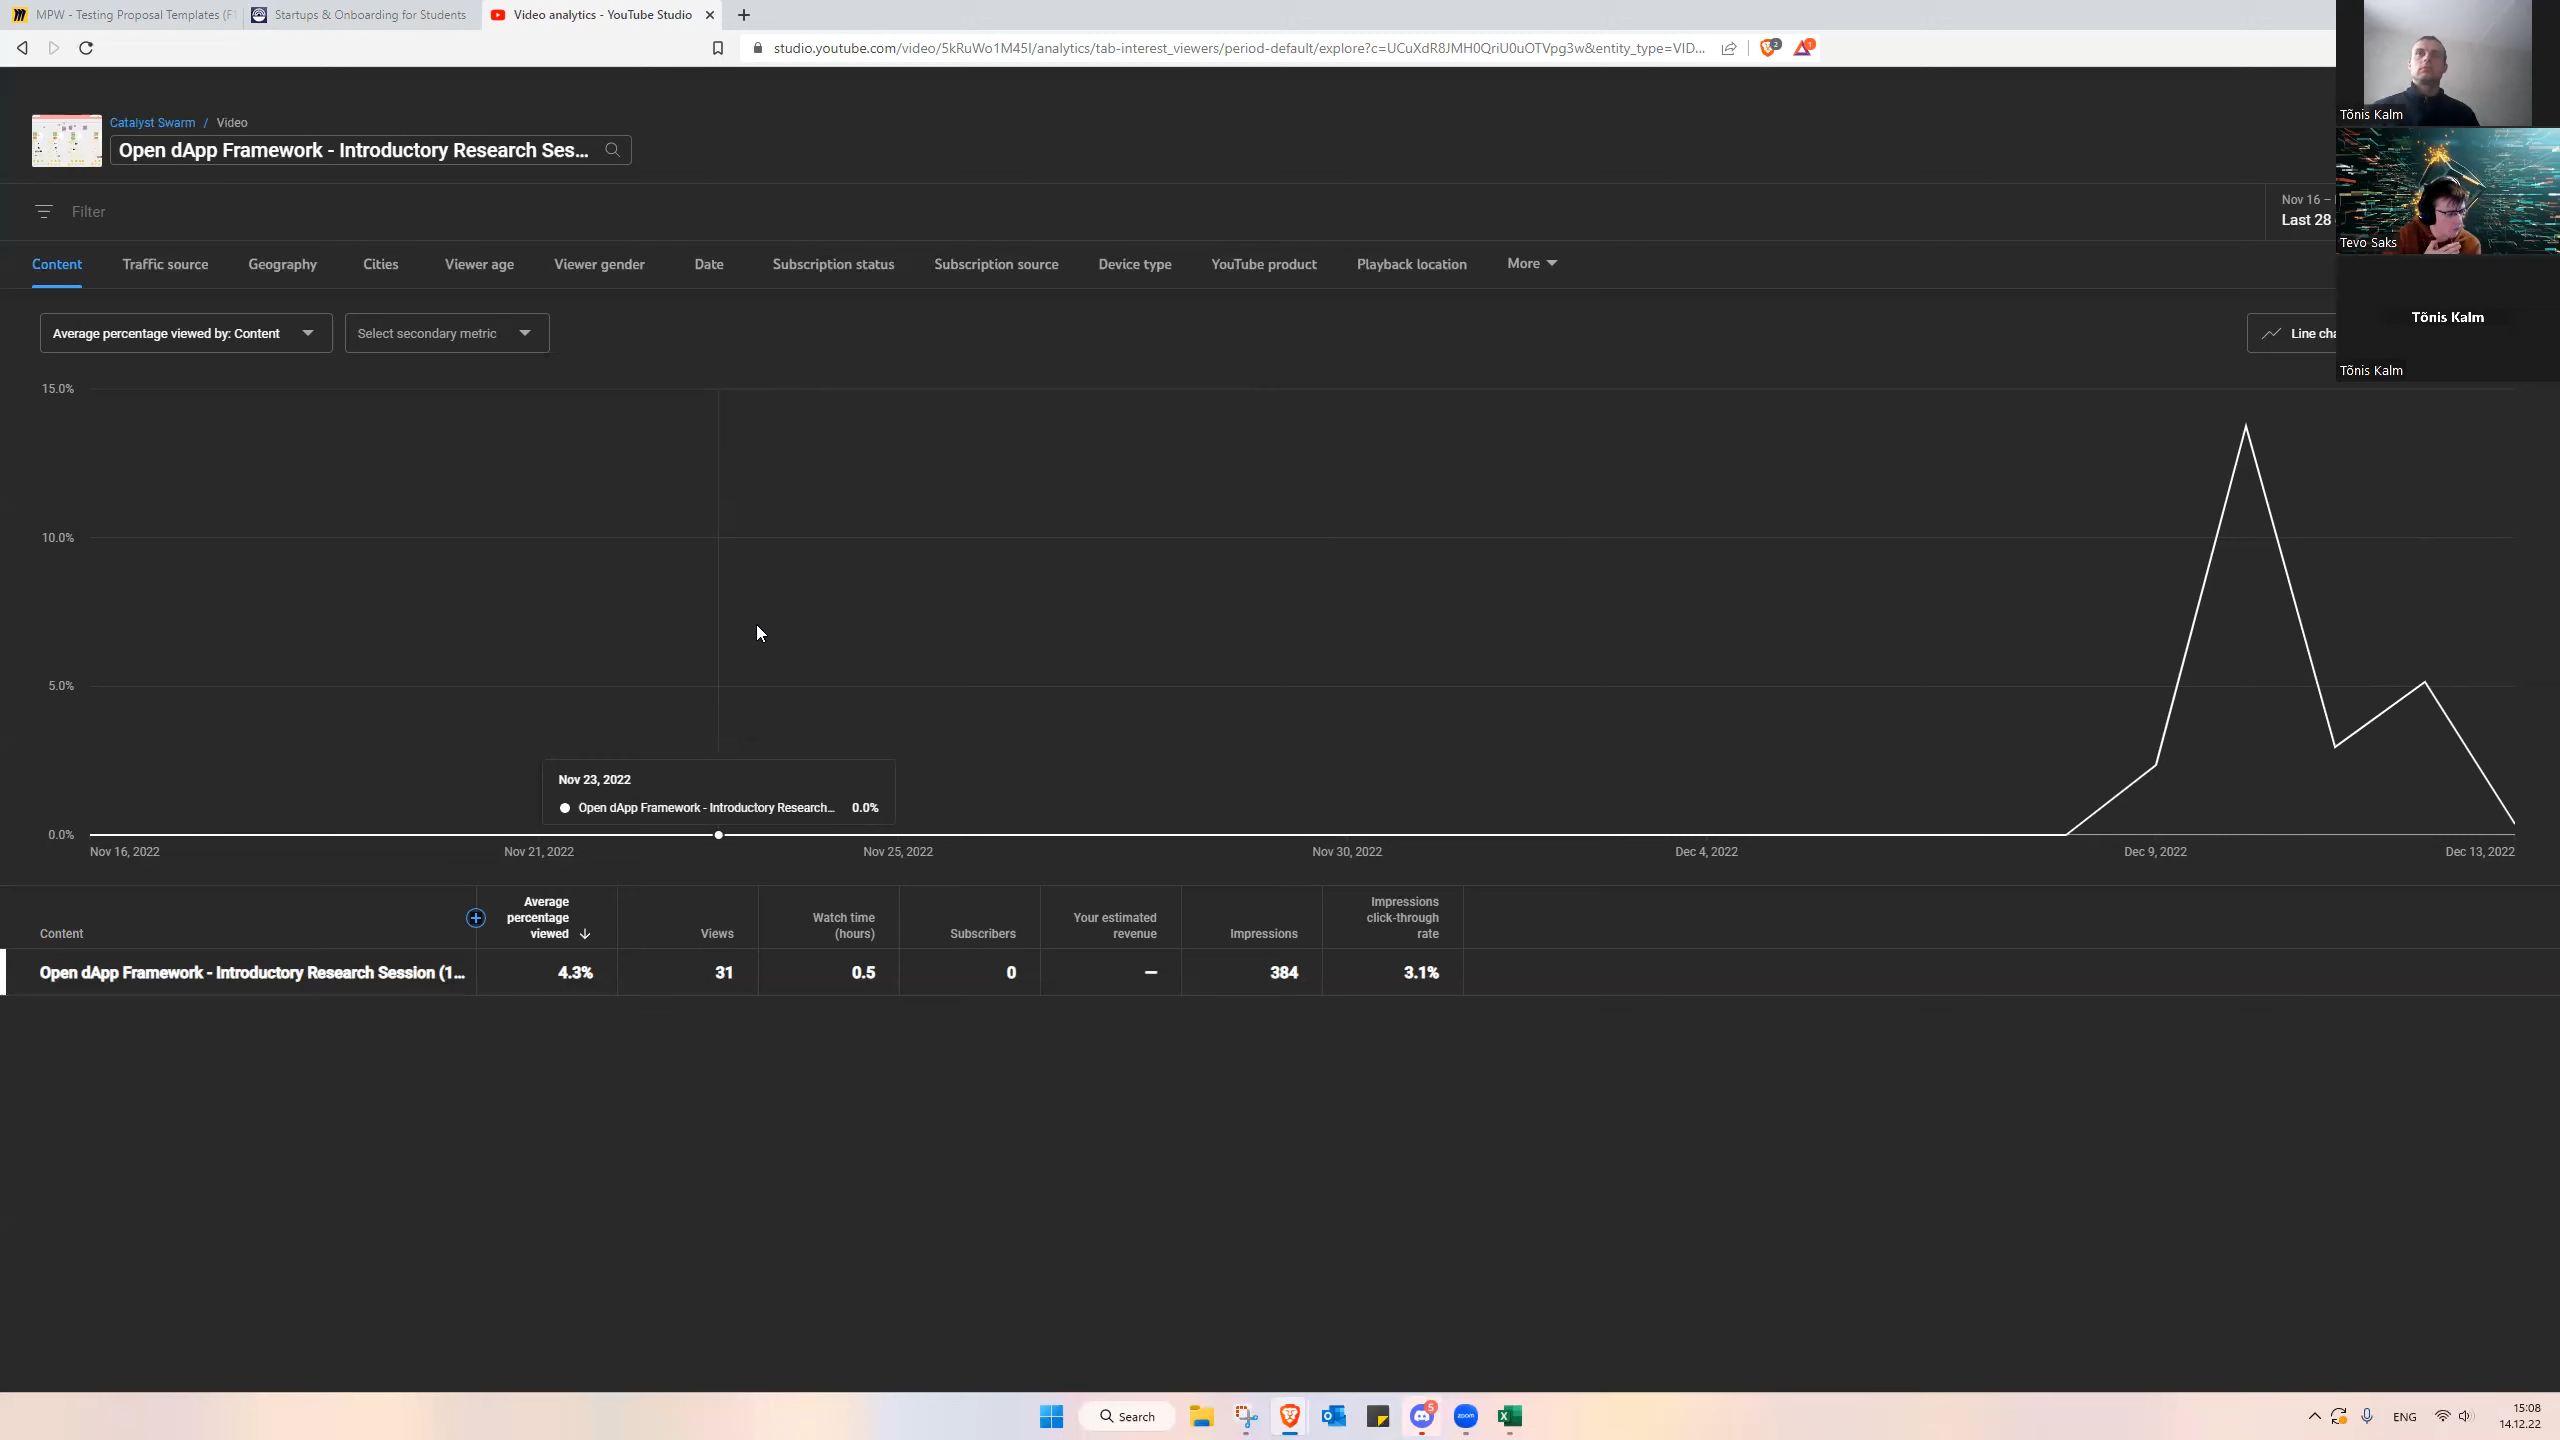 MPW - Testing Proposal Templates (F
Startups & Onboarding for Students
Video analytics - YouTube Studio
studio.youtube.com/video/5kRuWo1M45I/analytics/tab-interest_viewers/period-default/explore?c=UCuXdR8JMH0QriU0uOTVpg3w&entity_type=VID...
2
1
Tõnis Kalm
Tevo Saks
Tõnis Kalm
Tõnis Kalm
Catalyst Swarm / Video
Open dApp Framework - Introductory Research Ses...
Filter
Nov 16 –
Last 28
Content
Traffic source
Geography
Cities
Viewer age
Viewer gender
Date
Subscription status
Subscription source
Device type
YouTube product
Playback location
More
Average percentage viewed by: Content
Select secondary metric
Line cha
15.0%
10.0%
5.0%
0.0%
Nov 23, 2022
Open dApp Framework - Introductory Research... 0.0%
Nov 16, 2022
Nov 21, 2022
Nov 25, 2022
Nov 30, 2022
Dec 4, 2022
Dec 9, 2022
Dec 13, 2022
Content
Average
percentage
viewed
Views
Watch time
(hours)
Subscribers
Your estimated
revenue
Impressions
Impressions
click-through
rate
Open dApp Framework - Introductory Research Session (1...
4.3%
31
0.5
0
—
384
3.1%
Search
5
zoom
ENG
15:08
14.12.22